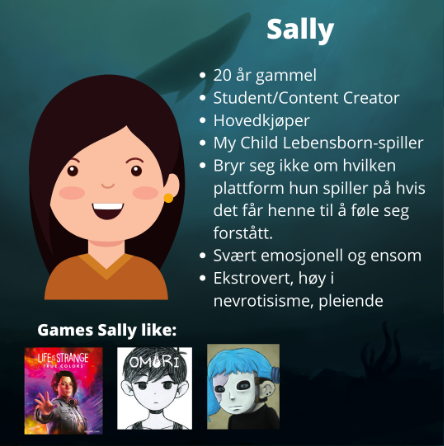 Sally
• 20 år gammel
• Student/Content Creator
• Hovedkjøper
• My Child Lebensborn-spiller
• Bryr seg ikke om hvilken
plattform hun spiller på hvis
det får henne til å føle seg
forstått.
• Svært emosjonell og ensom
• Ekstrovert, høy i
nevrotisisme, pleiende
Games Sally like:
LIFE IS STRANGE
TRUE COLORS
OMORI